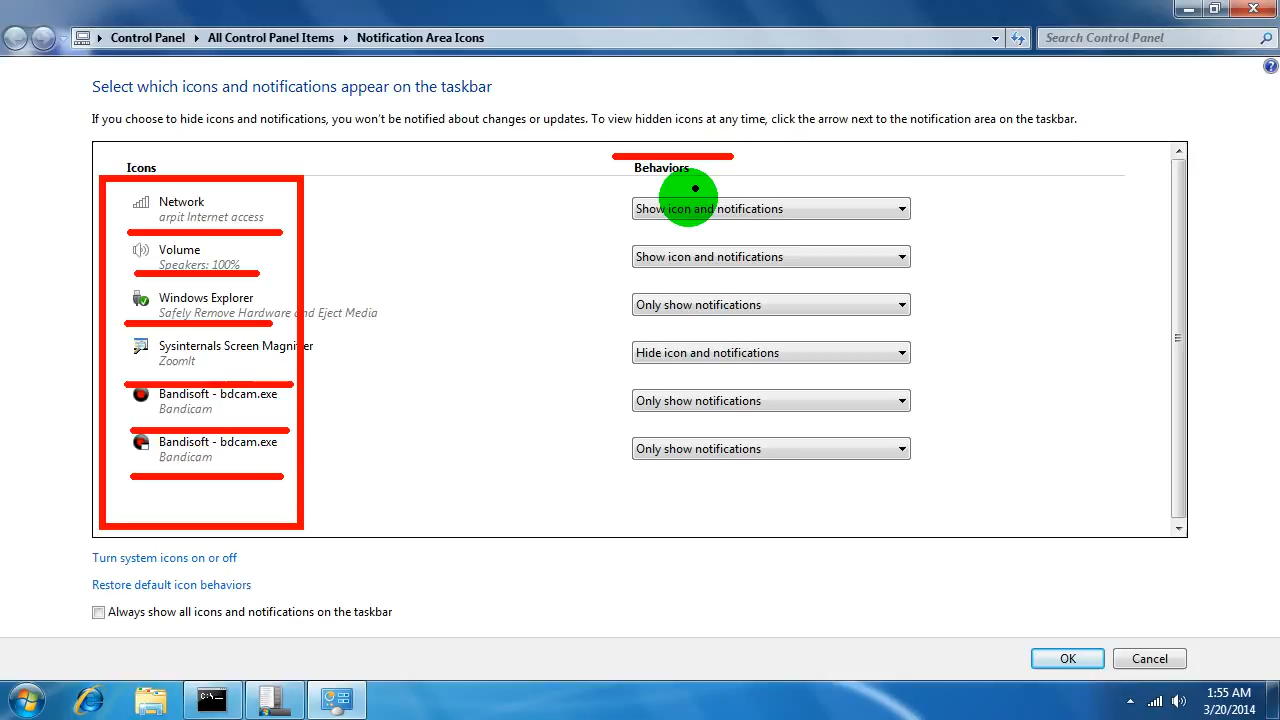 Control Panel All Control Panel Items Notification Area Icons Search Control Panel
Select which icons and notifications appear on the taskbar
If you choose to hide icons and notifications, you won't be notified about changes or updates. To view hidden icons at any time, click the arrow next to the notification area on the taskbar.
Icons Behaviors
Network
arpit Internet access
Show icon and notifications
Volume
Speakers: 100%
Show icon and notifications
Windows Explorer
Safely Remove Hardware and Eject Media
Only show notifications
Sysinternals Screen Magnifier
ZoomIt
Hide icon and notifications
Bandisoft - bdcam.exe
Bandicam
Only show notifications
Bandisoft - bdcam.exe
Bandicam
Only show notifications
Turn system icons on or off
Restore default icon behaviors
Always show all icons and notifications on the taskbar
OK Cancel
C:\.
1:55 AM
3/20/2014